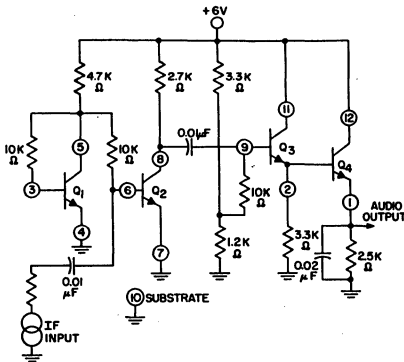 +6V
4.7K
Ω
2.7K
Ω
3.3K
Ω
11
12
10K
Ω
5
10K
Ω
0.01μF
8
9
Q3
Q4
3
Q1
6
Q2
2
10K
Ω
1
AUDIO
OUTPUT
4
7
3.3K
Ω
1.2K
Ω
0.02
μF
2.5K
Ω
0.01
μF
10 SUBSTRATE
IF
INPUT